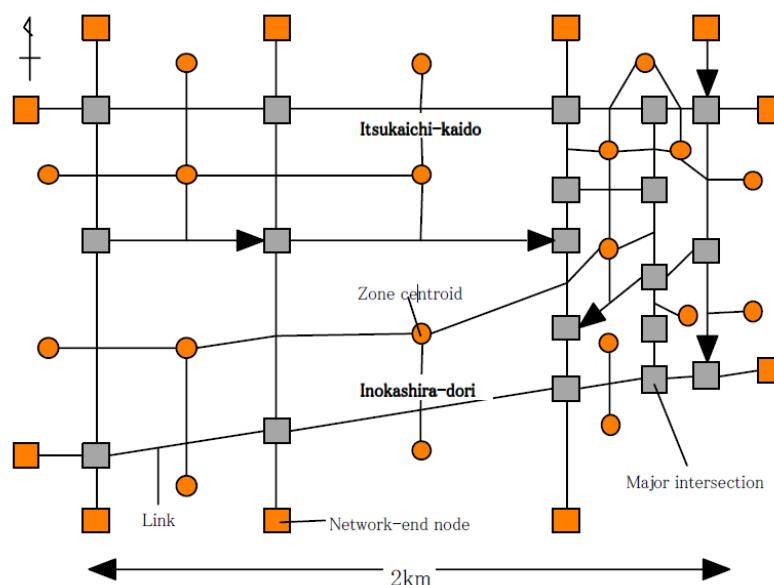 Itsukaichi-kaido
Zone centroid
Inokashira-dori
Major intersection
Link
Network-end node
2km